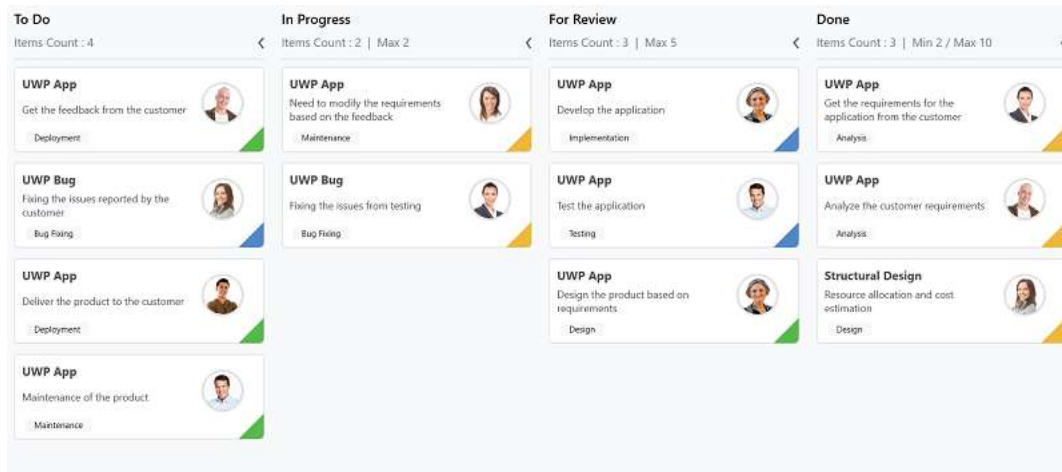 To Do
Items Count : 4
UWP App
Get the feedback from the customer
Deployment
UWP Bug
Fixing the issues reported by the
customer
Bug Fixing
UWP App
Deliver the product to the customer
Deployment
UWP App
Maintenance of the product
Maintenance
In Progress
Items Count : 2 | Max 2
UWP App
Need to modify the requirements
based on the feedback
Maintenance
UWP Bug
Fixing the issues from testing
Bug Fixing
For Review
Items Count : 3 | Max 5
UWP App
Develop the application
Implementation
UWP App
Test the application
Testing
UWP App
Design the product based on
requirements
Design
Done
Items Count : 3 | Min 2 / Max 10
UWP App
Get the requirements for the
application from the customer
Analysis
UWP App
Analyze the customer requirements
Analysis
Structural Design
Resource allocation and cost
estimation
Design